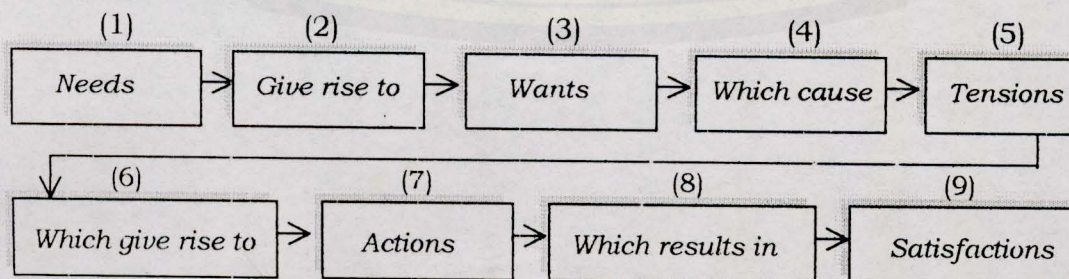 (1) (2) (3) (4) (5)
Needs Give rise to Wants Which cause Tensions
(6) (7) (8) (9)
Which give rise to Actions Which results in Satisfactions